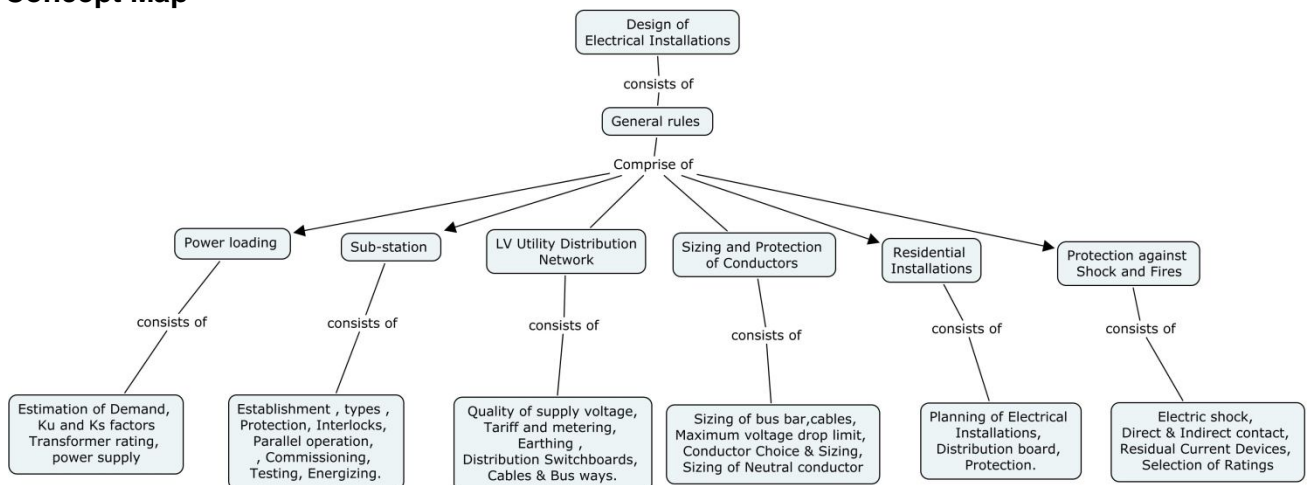 Concept Map
Design of
Electrical Installations
consists of
General rules
Comprise of
Power loading
Sub-station
LV Utility Distribution
Network
Sizing and Protection
of Conductors
Residential
Installations
Protection against
Shock and Fires
consists of
consists of
consists of
consists of
consists of
consists of
Estimation of Demand,
Ku and Ks factors
Transformer rating,
power supply
Establishment , types ,
Protection, Interlocks,
Parallel operation,
, Commissioning,
Testing, Energizing.
Quality of supply voltage,
Tariff and metering,
Earthing ,
Distribution Switchboards,
Cables & Bus ways.
Sizing of bus bar,cables,
Maximum voltage drop limit,
Conductor Choice & Sizing,
Sizing of Neutral conductor
Planning of Electrical
Installations,
Distribution board,
Protection.
Electric shock,
Direct & Indirect contact,
Residual Current Devices,
Selection of Ratings